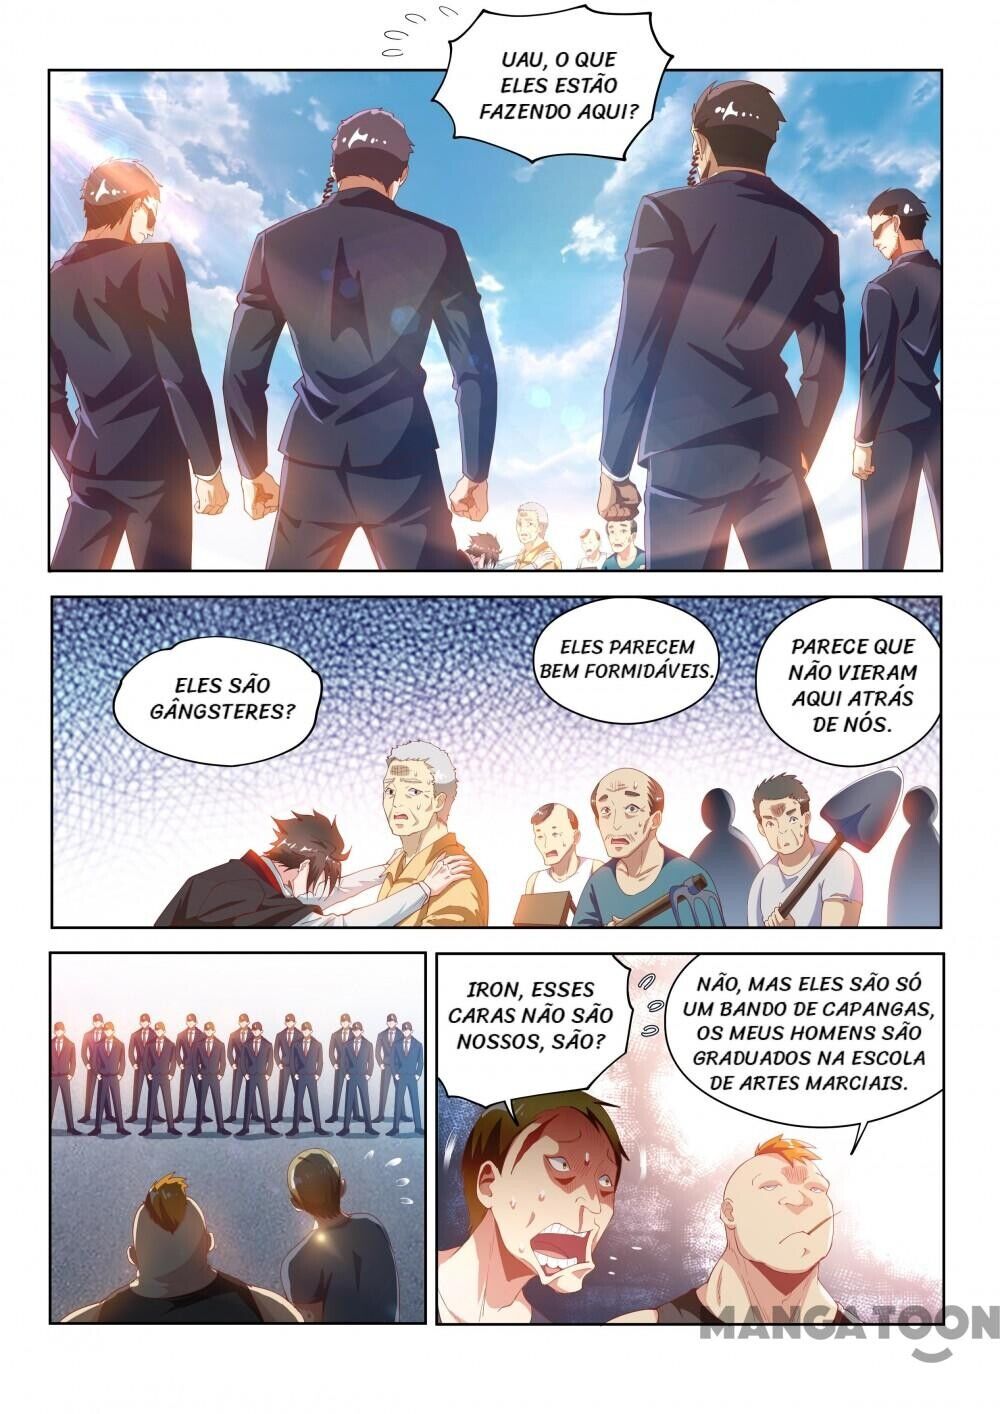 UAU, O QUE
ELES ESTÃO
FAZENDO AQUI?
ELES SÃO
GÂNGSTERES?
ELES PARECEM
BEM FORMIDÁVEIS.
PARECE QUE
NÃO VIERAM
AQUI ATRÁS
DE NÓS.
IRON, ESSES
CARAS NÃO SÃO
NOSSOS, SÃO?
NÃO, MAS ELES SÃO SÓ
UM BANDO DE CAPANGAS,
OS MEUS HOMENS SÃO
GRADUADOS NA ESCOLA
DE ARTES MARCIAIS.
MANGATOON